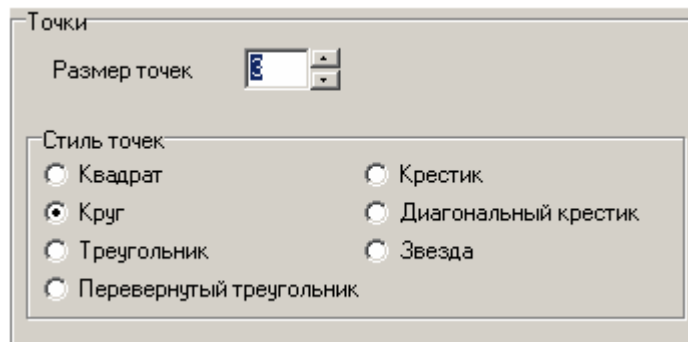 Точки
Размер точек 3
Стиль точек
Квадрат Крестик
Круг Диагональный крестик
Треугольник Звезда
Перевернутый треугольник